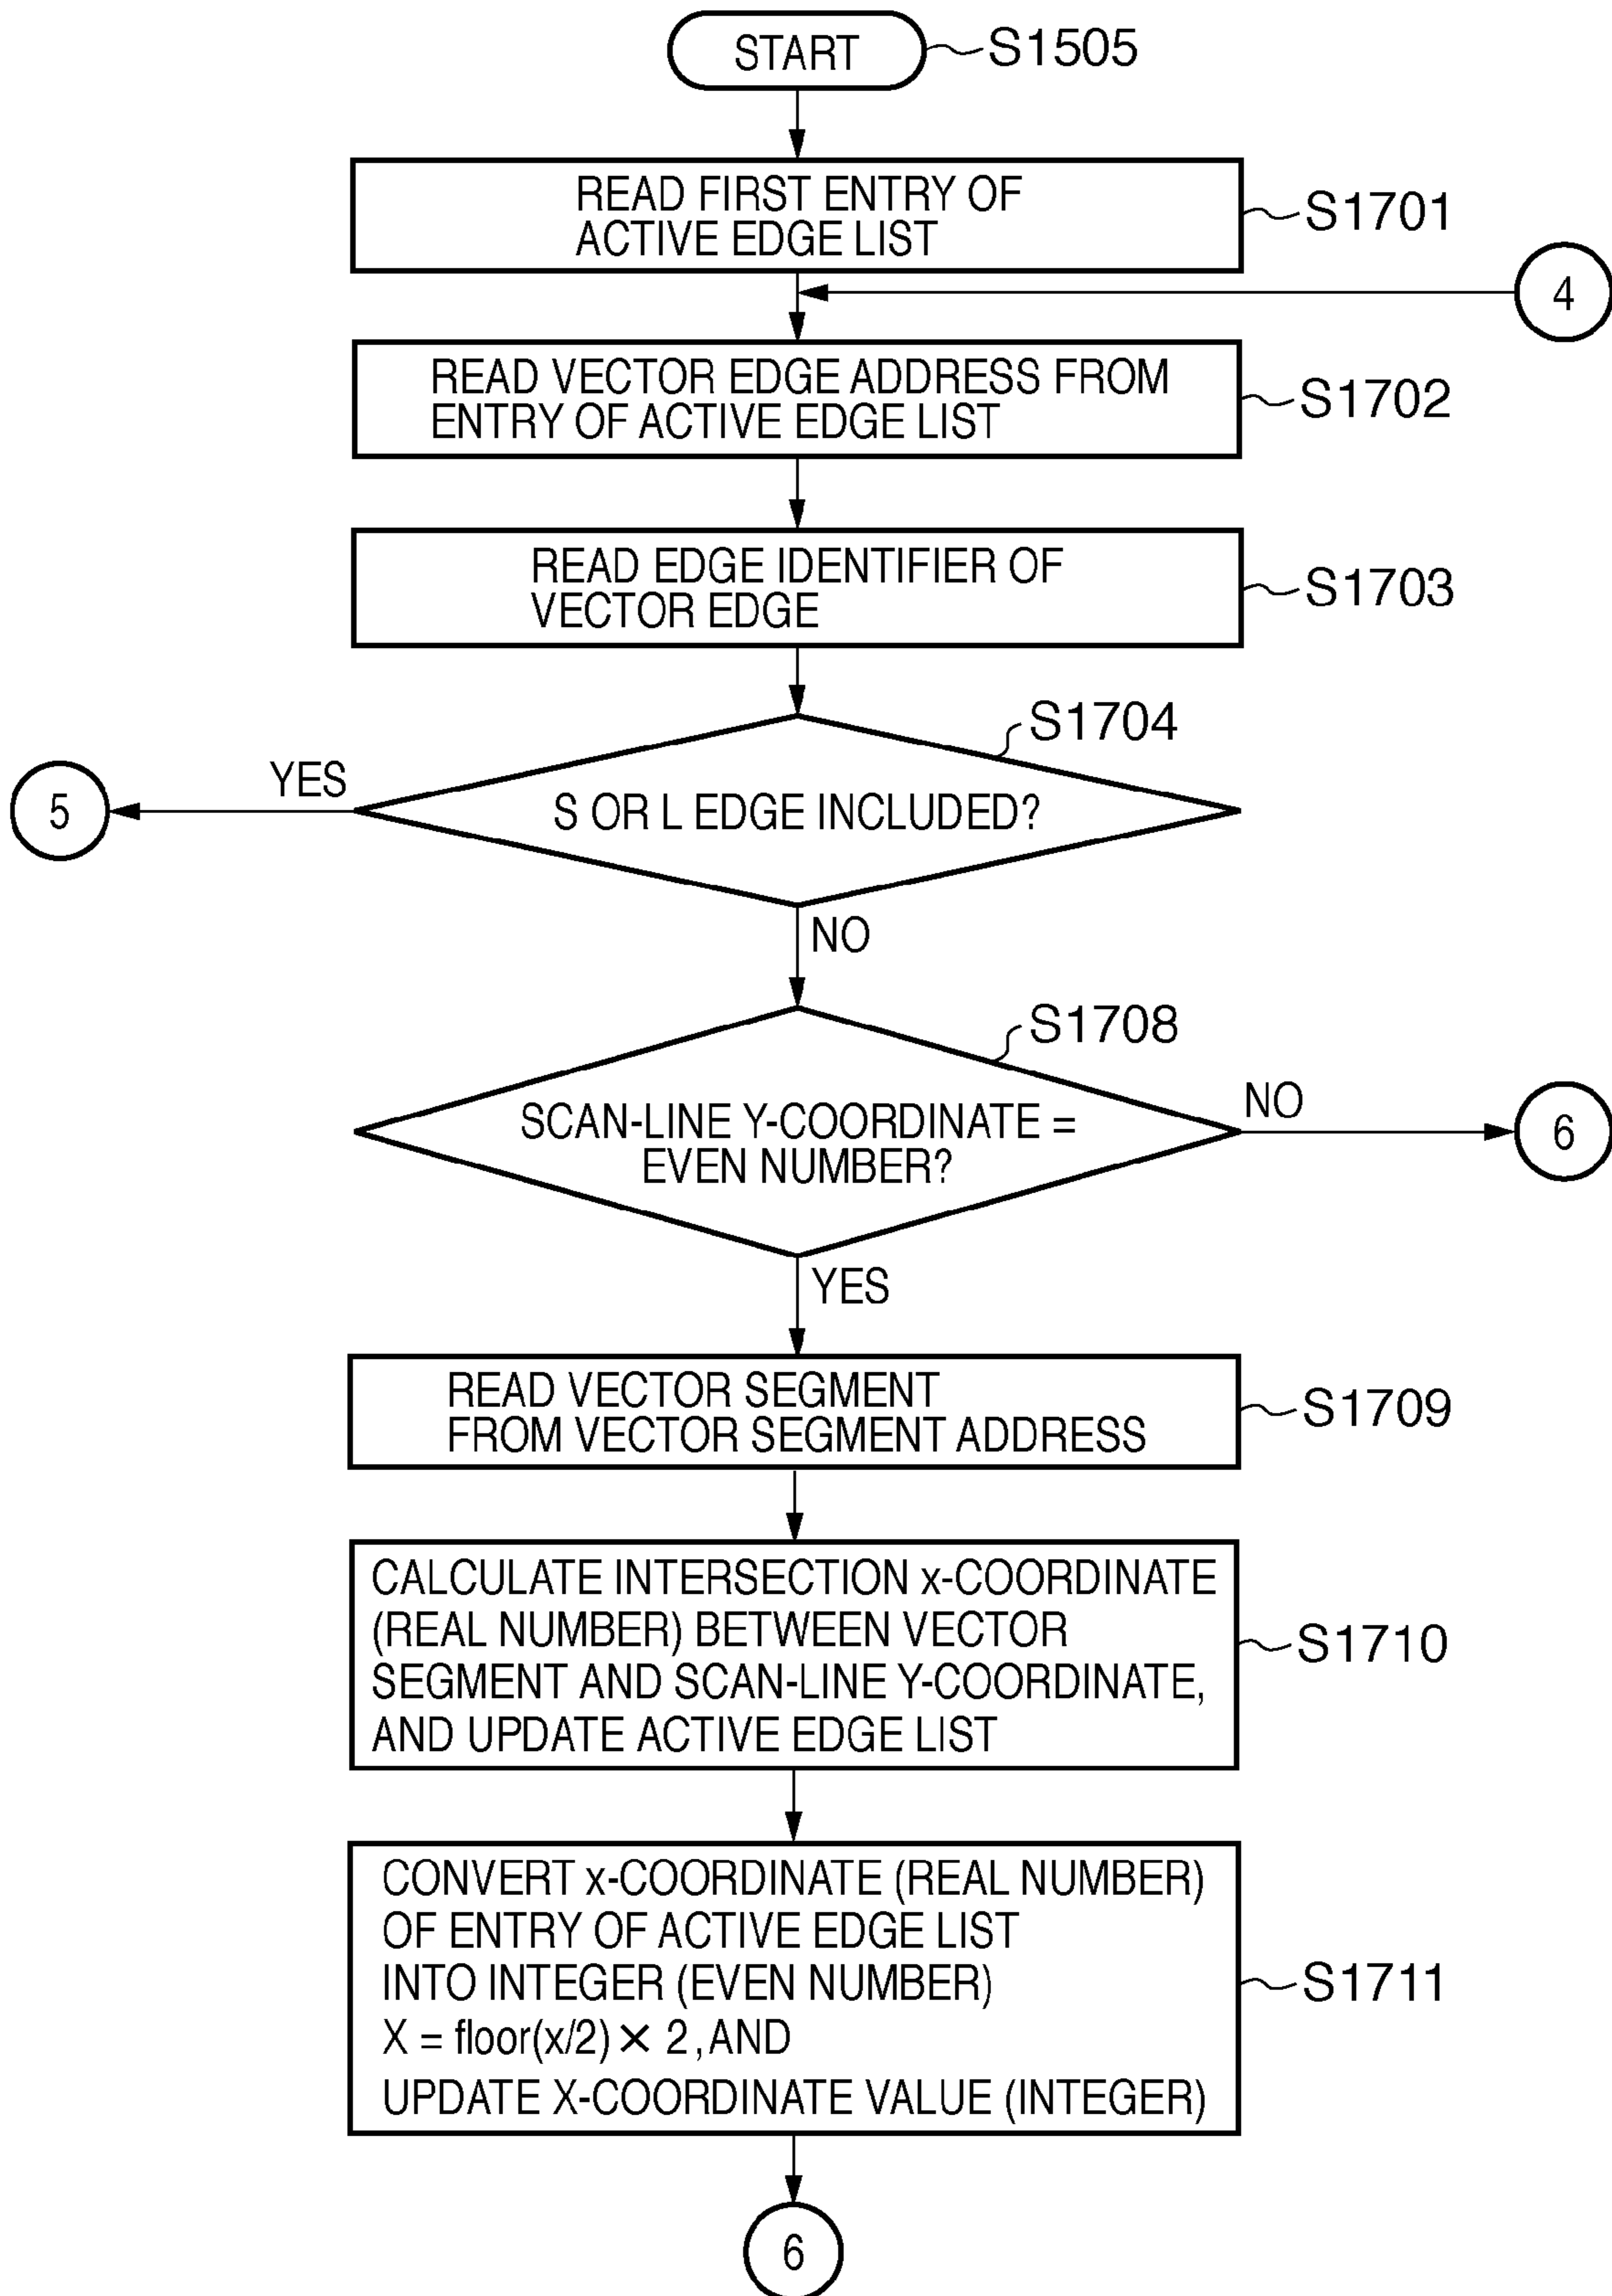 START
S1505
READ FIRST ENTRY OF
ACTIVE EDGE LIST
S1701
4
READ VECTOR EDGE ADDRESS FROM
ENTRY OF ACTIVE EDGE LIST
S1702
READ EDGE IDENTIFIER OF
VECTOR EDGE
S1703
S1704
YES
5
S OR L EDGE INCLUDED?
NO
S1708
SCAN-LINE Y-COORDINATE =
EVEN NUMBER?
NO
6
YES
READ VECTOR SEGMENT
FROM VECTOR SEGMENT ADDRESS
S1709
CALCULATE INTERSECTION x-COORDINATE
(REAL NUMBER) BETWEEN VECTOR
SEGMENT AND SCAN-LINE Y-COORDINATE,
AND UPDATE ACTIVE EDGE LIST
S1710
CONVERT x-COORDINATE (REAL NUMBER)
OF ENTRY OF ACTIVE EDGE LIST
INTO INTEGER (EVEN NUMBER)
X = floor(x/2) × 2, AND
UPDATE X-COORDINATE VALUE (INTEGER)
S1711
6